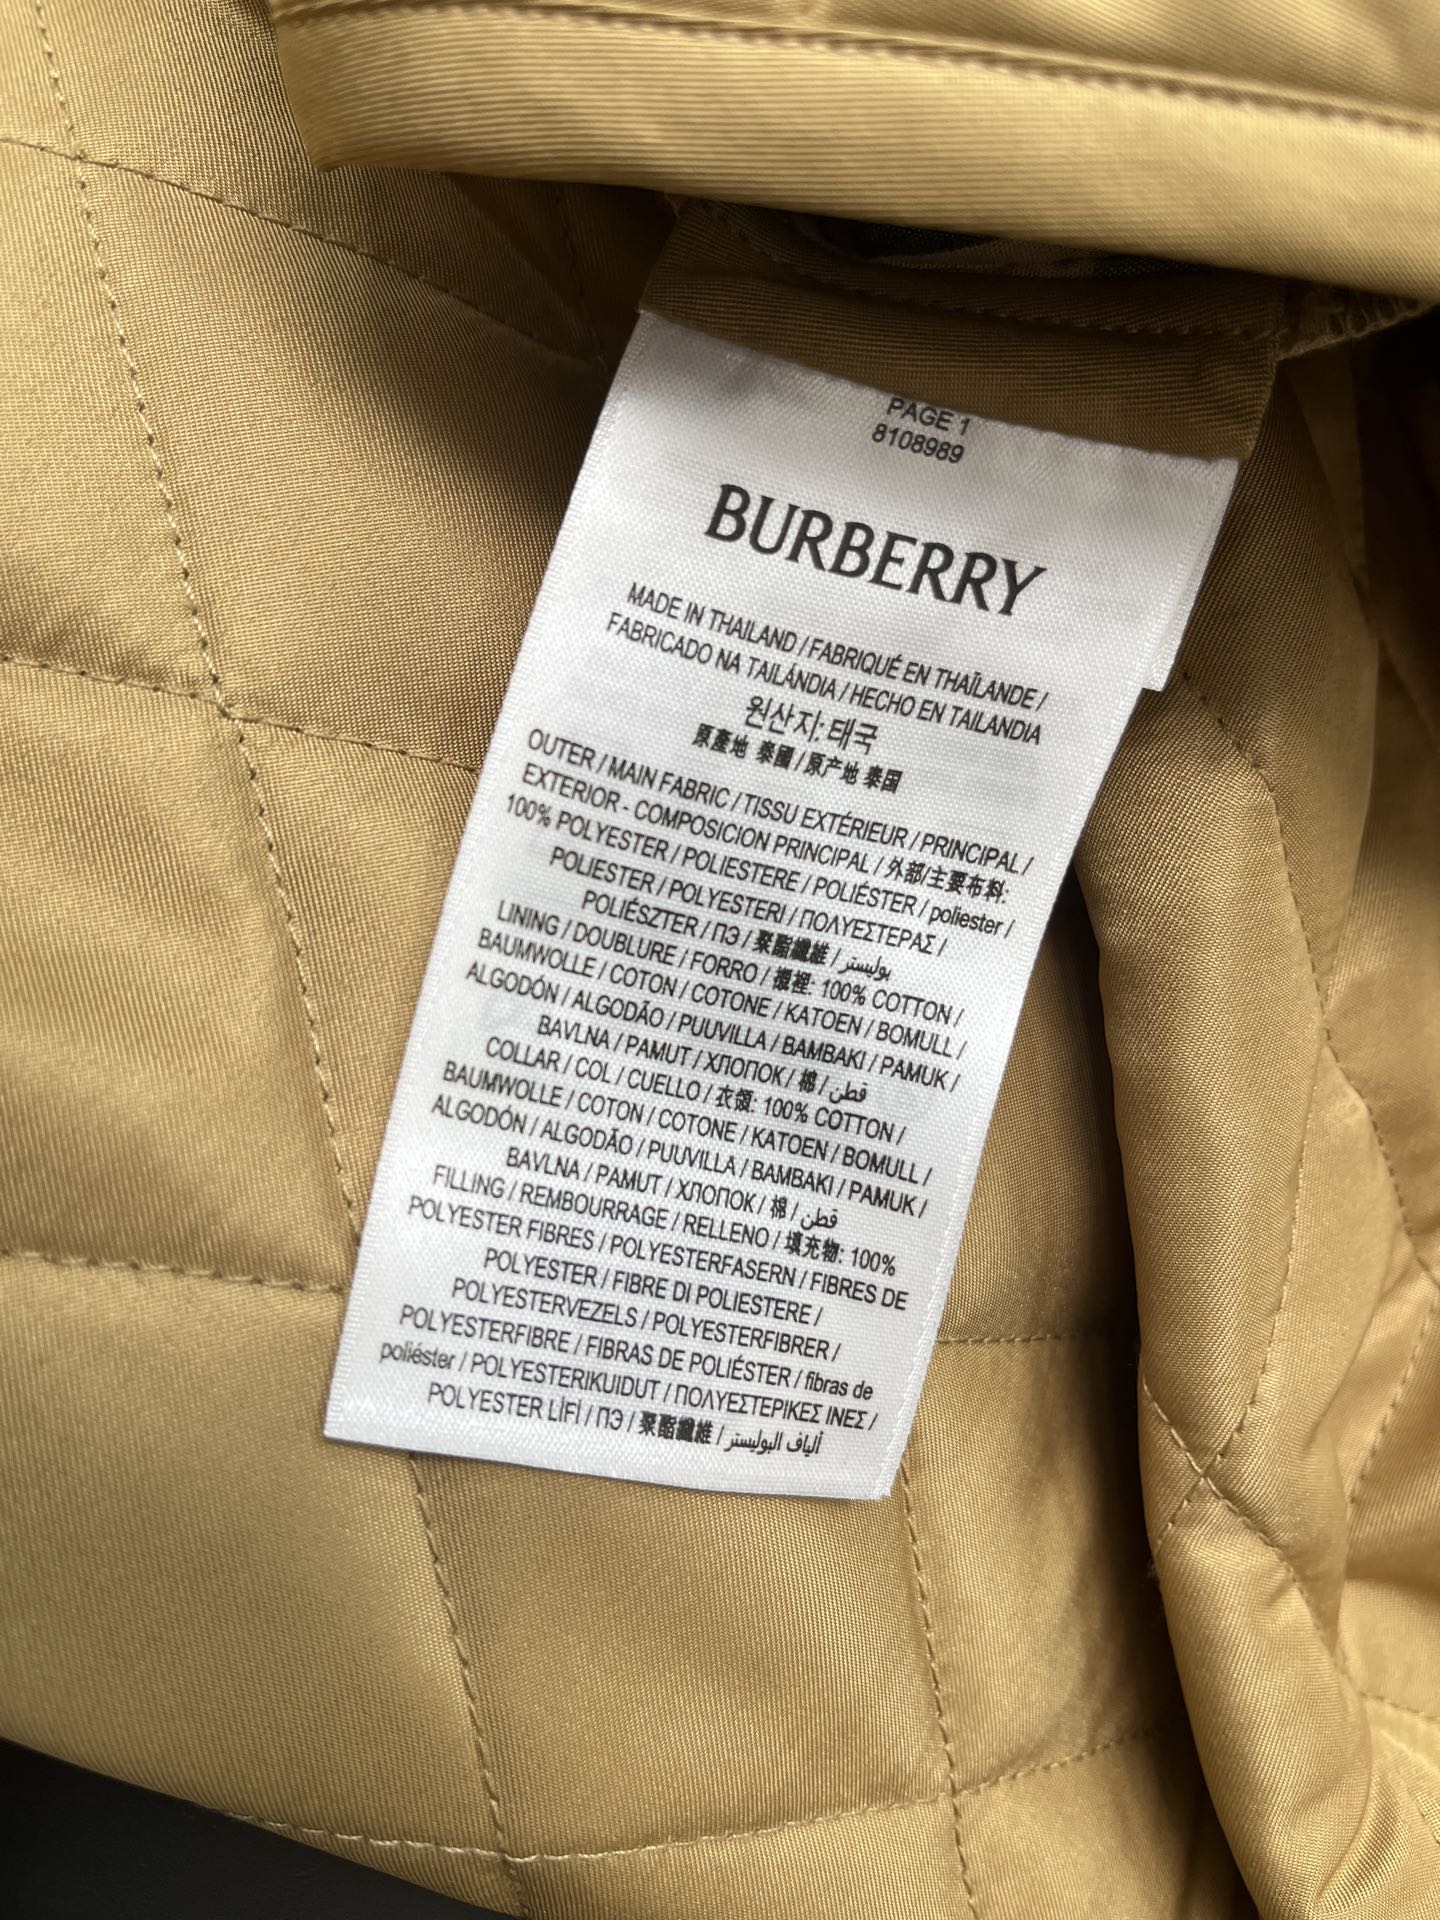 PAGE 1
8108989
BURBERRY
MADE IN THAILAND / FABRIQUÉ EN THAÏLANDE /
FABRICADO NA TAILÁNDIA / HECHO EN TAILANDIA
원산지: 태국
原產地 泰國 / 原产地 泰国
OUTER / MAIN FABRIC / TISSU EXTÉRIEUR / PRINCIPAL /
EXTERIOR - COMPOSICION PRINCIPAL / 外部/主要布料:
100% POLYESTER / POLIESTERE / POLIÉSTER / poliester /
POLIESTER / POLYESTERI / ΠΟΛΥΕΣΤΕΡΑΣ /
POLIÉSZTER / ПЭ / 聚酯纖維 / بوليستر
LINING / DOUBLURE / FORRO / 襯裡: 100% COTTON /
BAUMWOLLE / COTON / COTONE / KATOEN / BOMULL /
ALGODÓN / ALGODÃO / PUUVILLA / BAMBAKI / PAMUK /
BAVLNA / PAMUT / ХЛОПОК / 棉 / قطن
COLLAR / COL / CUELLO / 衣領: 100% COTTON /
BAUMWOLLE / COTON / COTONE / KATOEN / BOMULL /
ALGODÓN / ALGODÃO / PUUVILLA / BAMBAKI / PAMUK /
BAVLNA / PAMUT / ХЛОПОК / 棉 / قطن
FILLING / REMBOURRAGE / RELLENO / 填充物: 100%
POLYESTER FIBRES / POLYESTERFASERN / FIBRES DE
POLYESTER / FIBRE DI POLIESTERE /
POLYESTERVEZELS / POLYESTERFIBRER /
POLYESTERFIBRE / FIBRAS DE POLIÉSTER / fibras de
poliéster / POLYESTERIKUIDUT / ΠΟΛΥΕΣΤΕΡΙΚΕΣ ΙΝΕΣ /
POLYESTER LİFİ / ПЭ / 聚酯纖維 / ألياف البوليستر